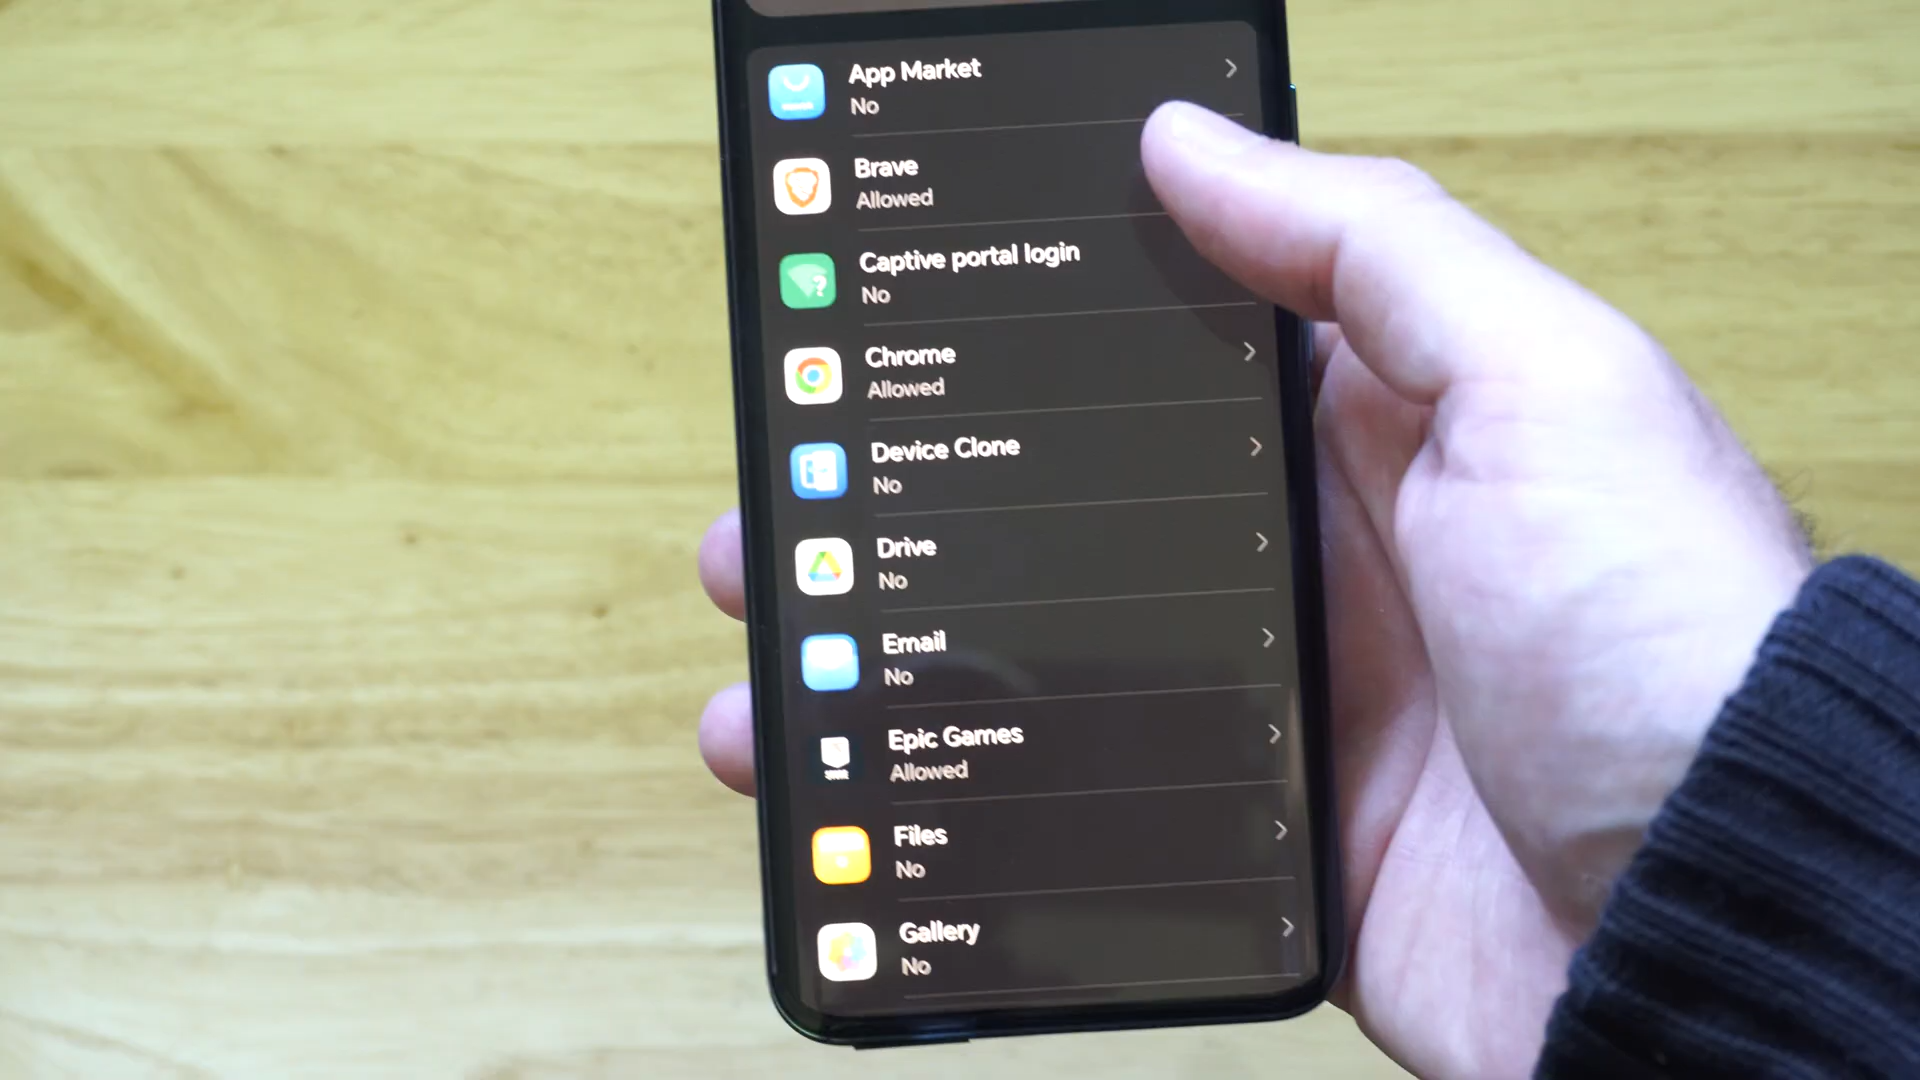 App Market
No
Brave
Allowed
Captive portal login
No
Chrome
Allowed
Device Clone
No
Drive
No
Email
No
Epic Games
Allowed
Files
No
Gallery
No